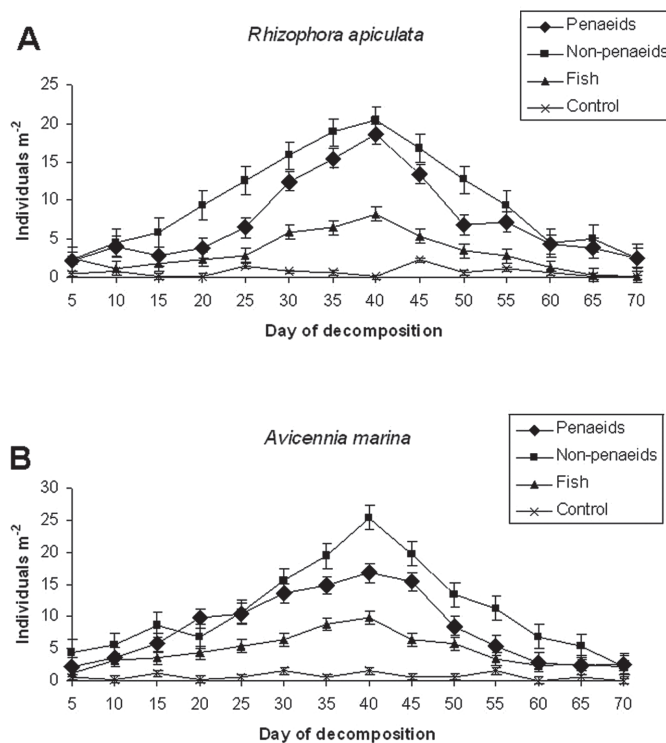 A
Rhizophora apiculata
Penaeids
Non-penaeids
Fish
Control
Individuals m⁻²
25
20
15
10
5
0
5 10 15 20 25 30 35 40 45 50 55 60 65 70
Day of decomposition
B
Avicennia marina
Penaeids
Non-penaeids
Fish
Control
Individuals m⁻²
30
25
20
15
10
5
0
5 10 15 20 25 30 35 40 45 50 55 60 65 70
Day of decomposition